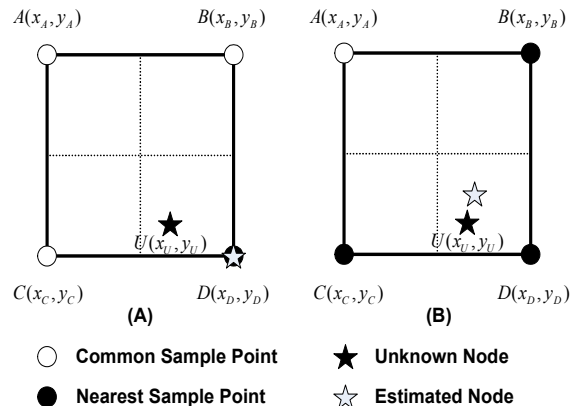 A(x_A, y_A) B(x_B, y_B) A(x_A, y_A) B(x_B, y_B)
U(x_U, y_U) U(x_U, y_U)
C(x_C, y_C) D(x_D, y_D) C(x_C, y_C) D(x_D, y_D)
(A) (B)
Common Sample Point Unknown Node
Nearest Sample Point Estimated Node